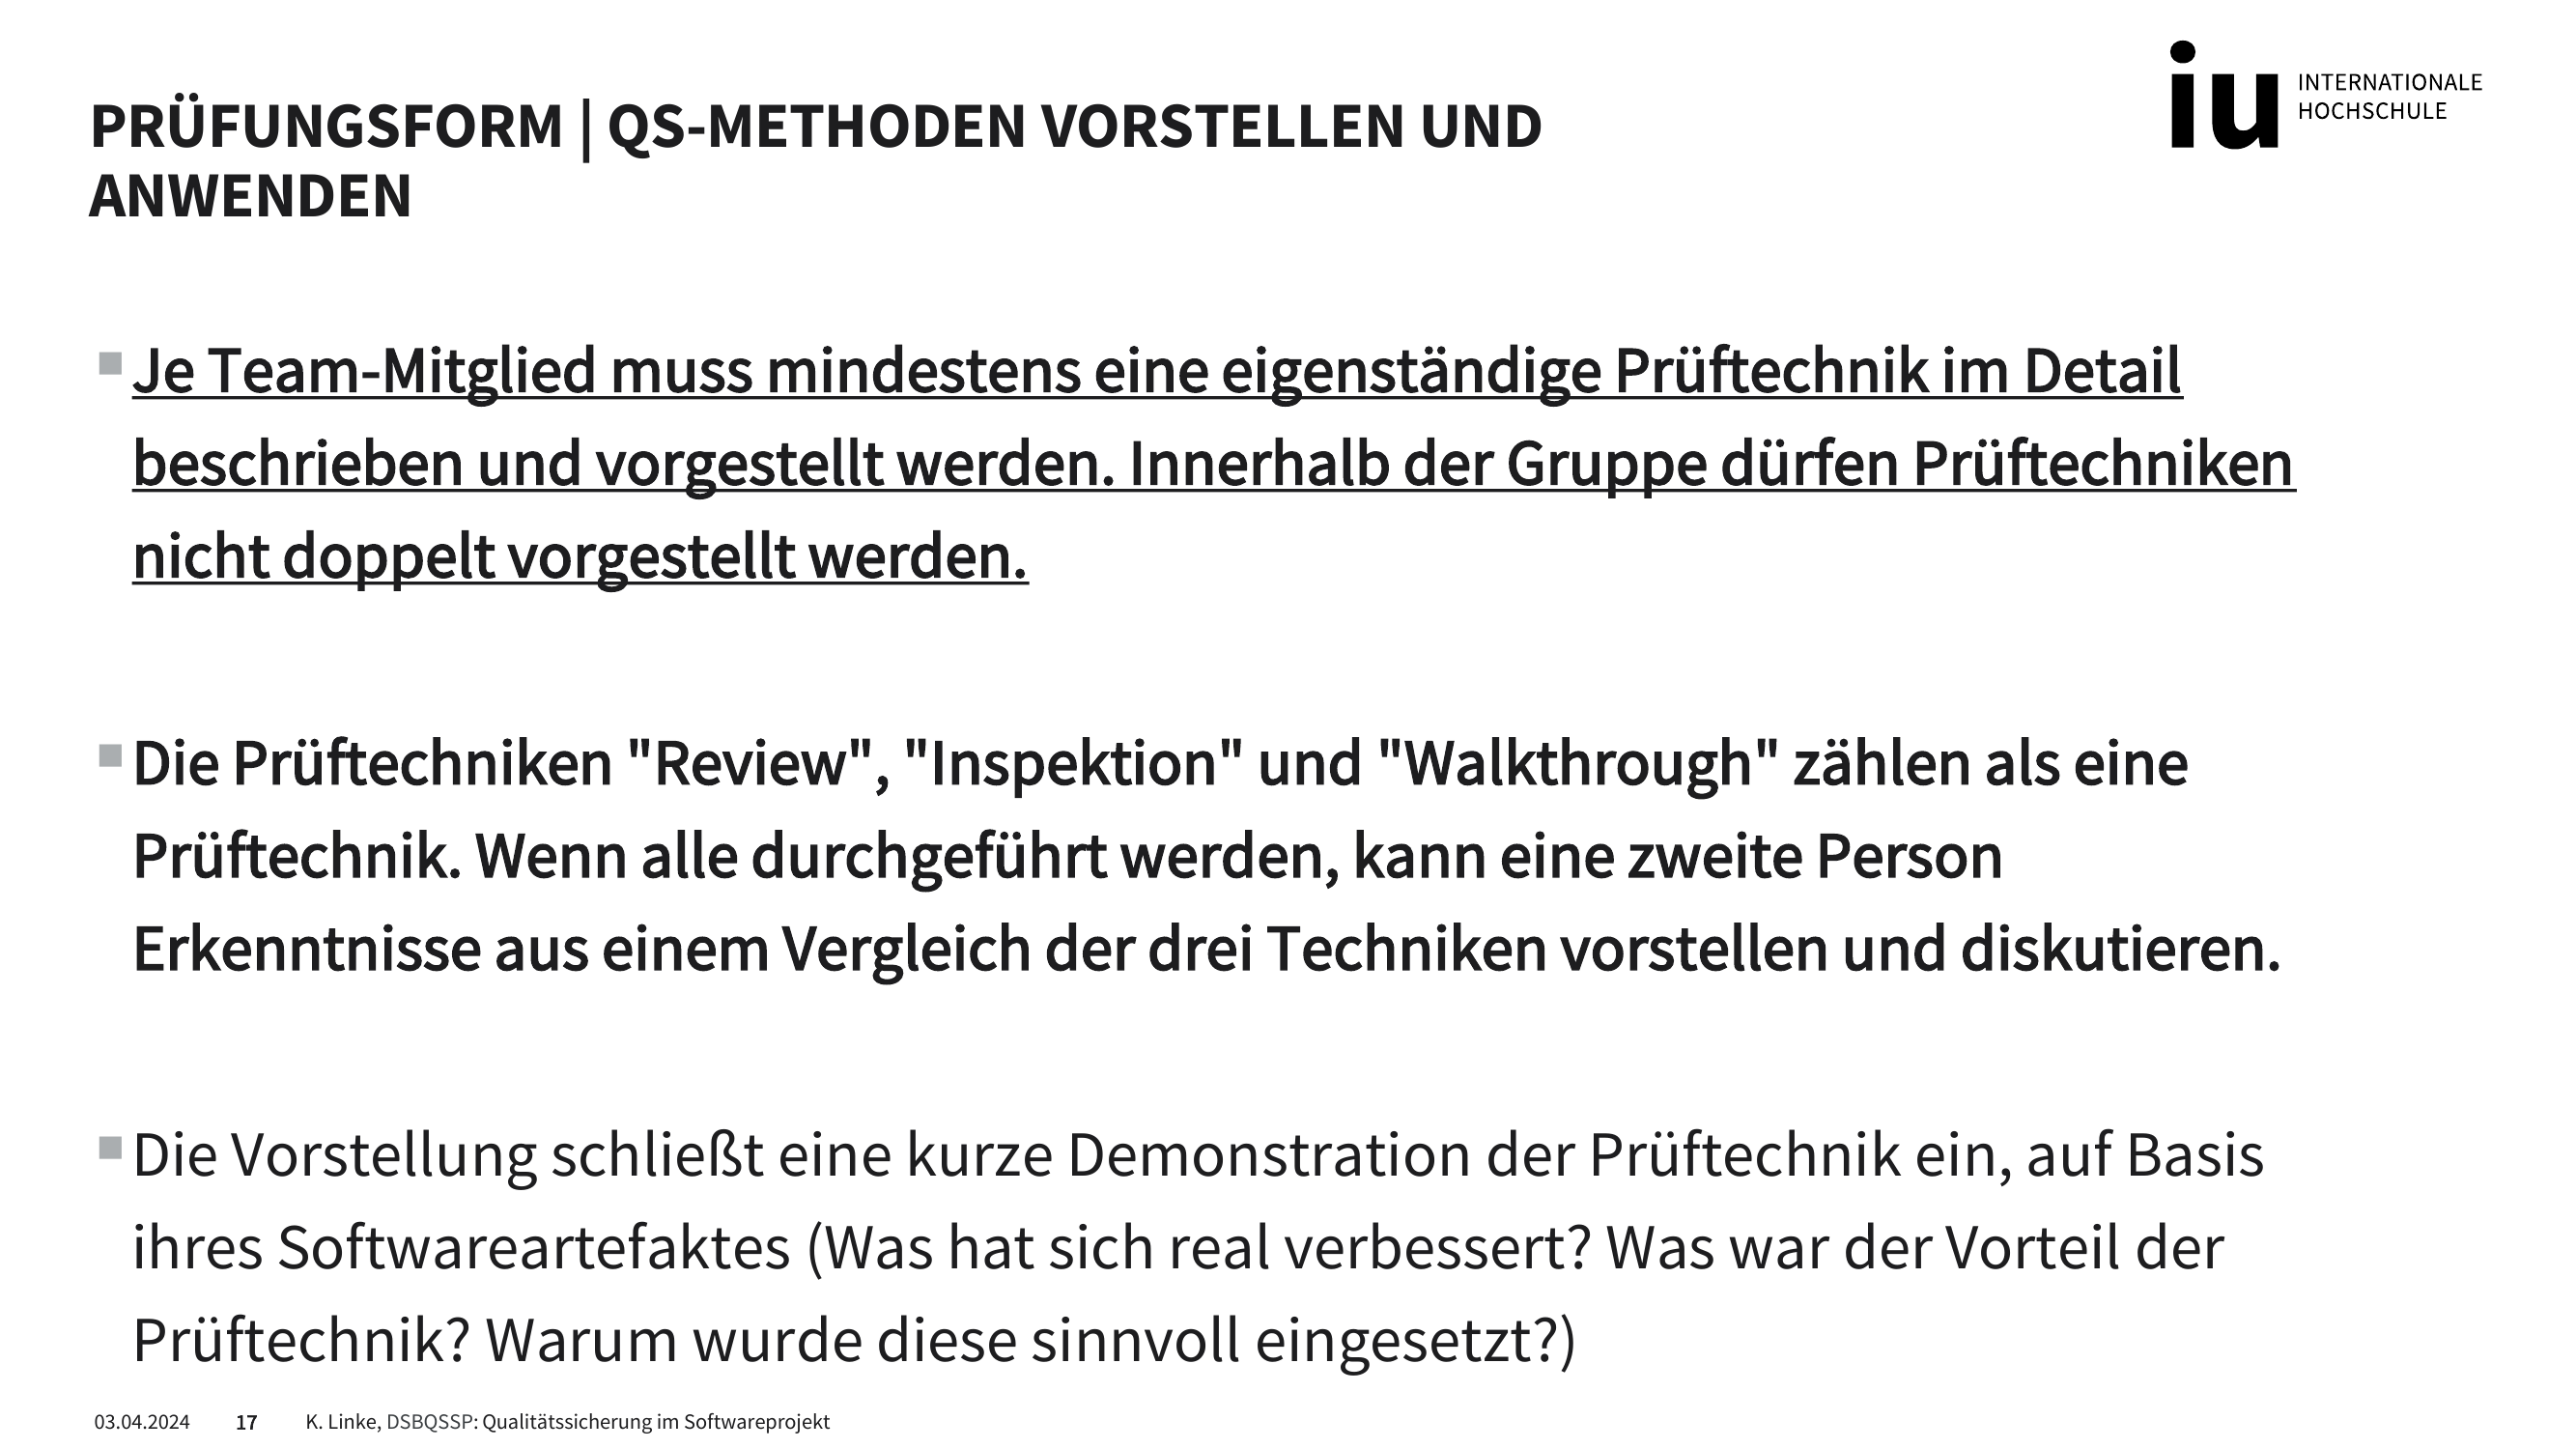 PRÜFUNGSFORM | QS-METHODEN VORSTELLEN UND
ANWENDEN
iu INTERNATIONALE
HOCHSCHULE
Je Team-Mitglied muss mindestens eine eigenständige Prüftechnik im Detail
beschrieben und vorgestellt werden. Innerhalb der Gruppe dürfen Prüftechniken
nicht doppelt vorgestellt werden.
Die Prüftechniken "Review", "Inspektion" und "Walkthrough" zählen als eine
Prüftechnik. Wenn alle durchgeführt werden, kann eine zweite Person
Erkenntnisse aus einem Vergleich der drei Techniken vorstellen und diskutieren.
Die Vorstellung schließt eine kurze Demonstration der Prüftechnik ein, auf Basis
ihres Softwareartefaktes (Was hat sich real verbessert? Was war der Vorteil der
Prüftechnik? Warum wurde diese sinnvoll eingesetzt?)
03.04.2024 17 K. Linke, DSBQSSP: Qualitätssicherung im Softwareprojekt